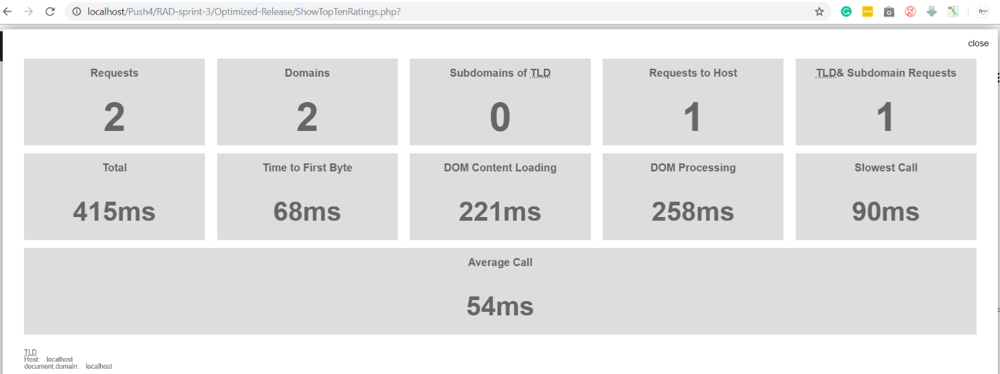 localhost/Push4/RAD-sprint-3/Optimized-Release/ShowTopTenRatings.php?
close
Requests Domains Subdomains of TLD Requests to Host TLD& Subdomain Requests
2 2 0 1 1
Total Time to First Byte DOM Content Loading DOM Processing Slowest Call
415ms 68ms 221ms 258ms 90ms
Average Call
54ms
TLD
Host: localhost
document.domain: localhost